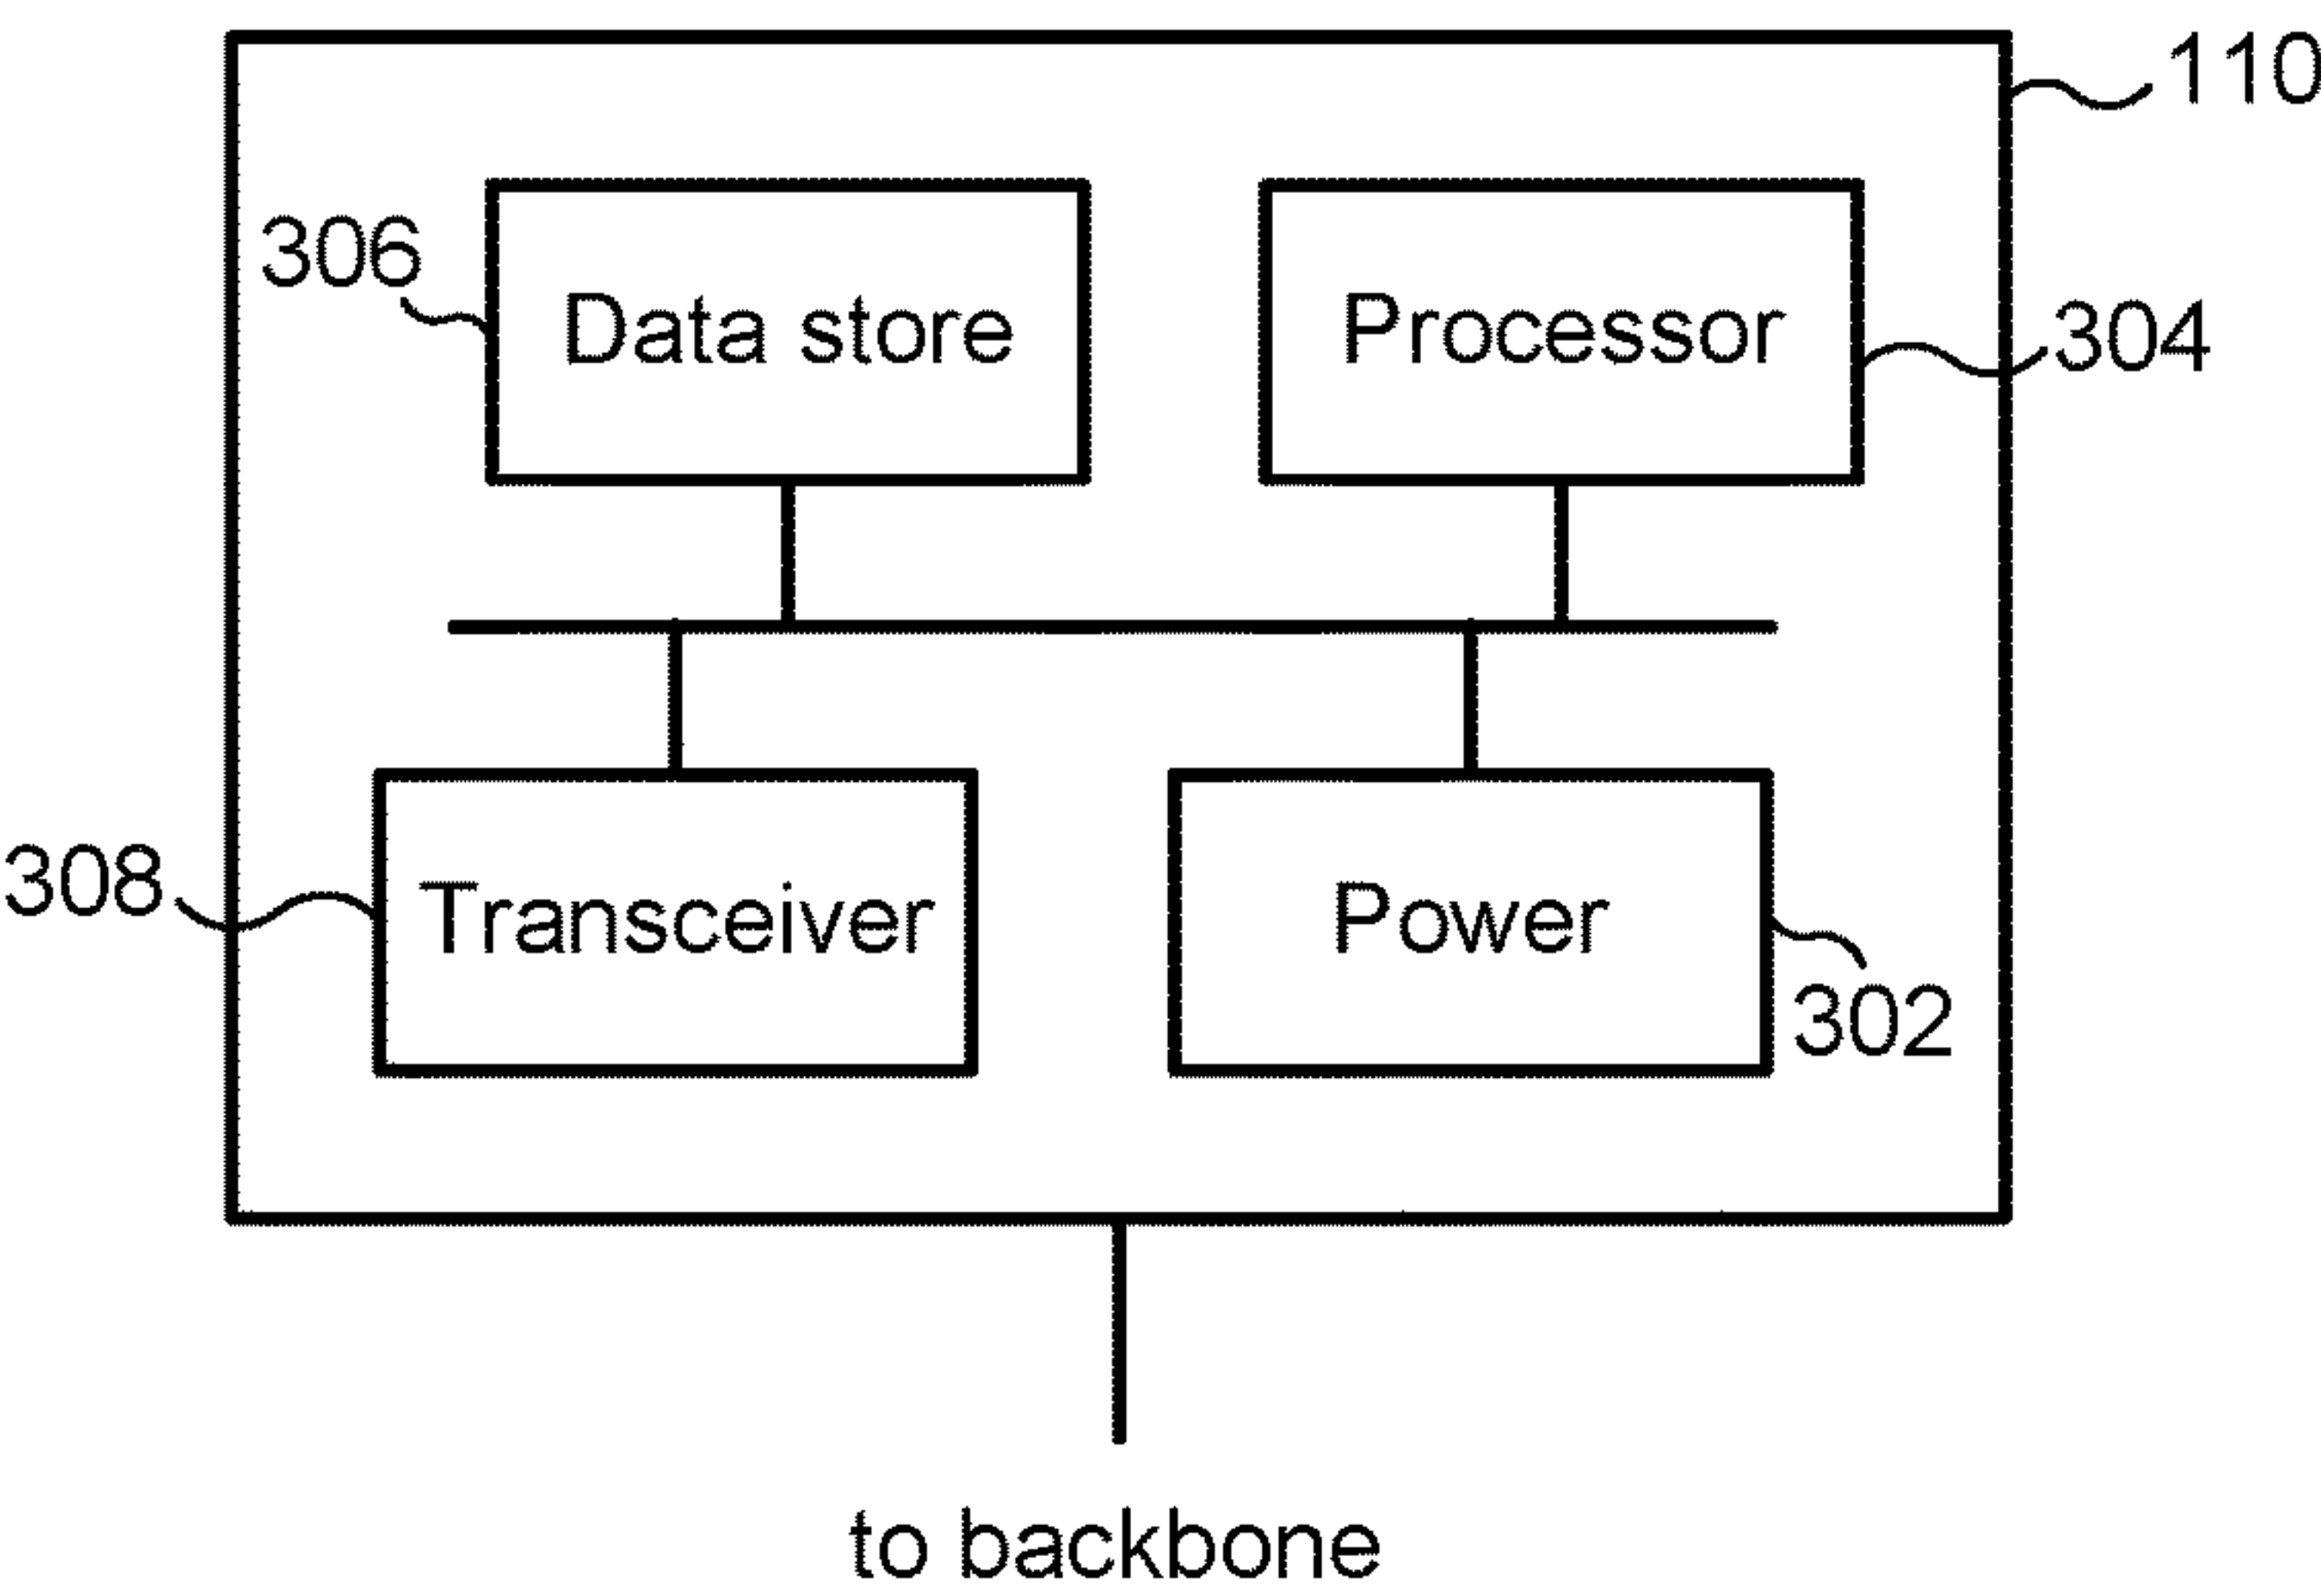 110
306
Data store
Processor
304
308
Transceiver
Power
302
to backbone